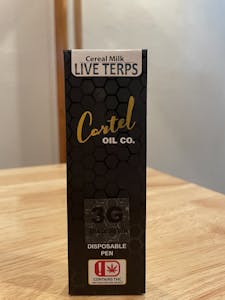 Cereal Milk
LIVE TERPS
Cartel
OIL CO.
3G
DISPOSABLE
PEN
CONTAINS THC